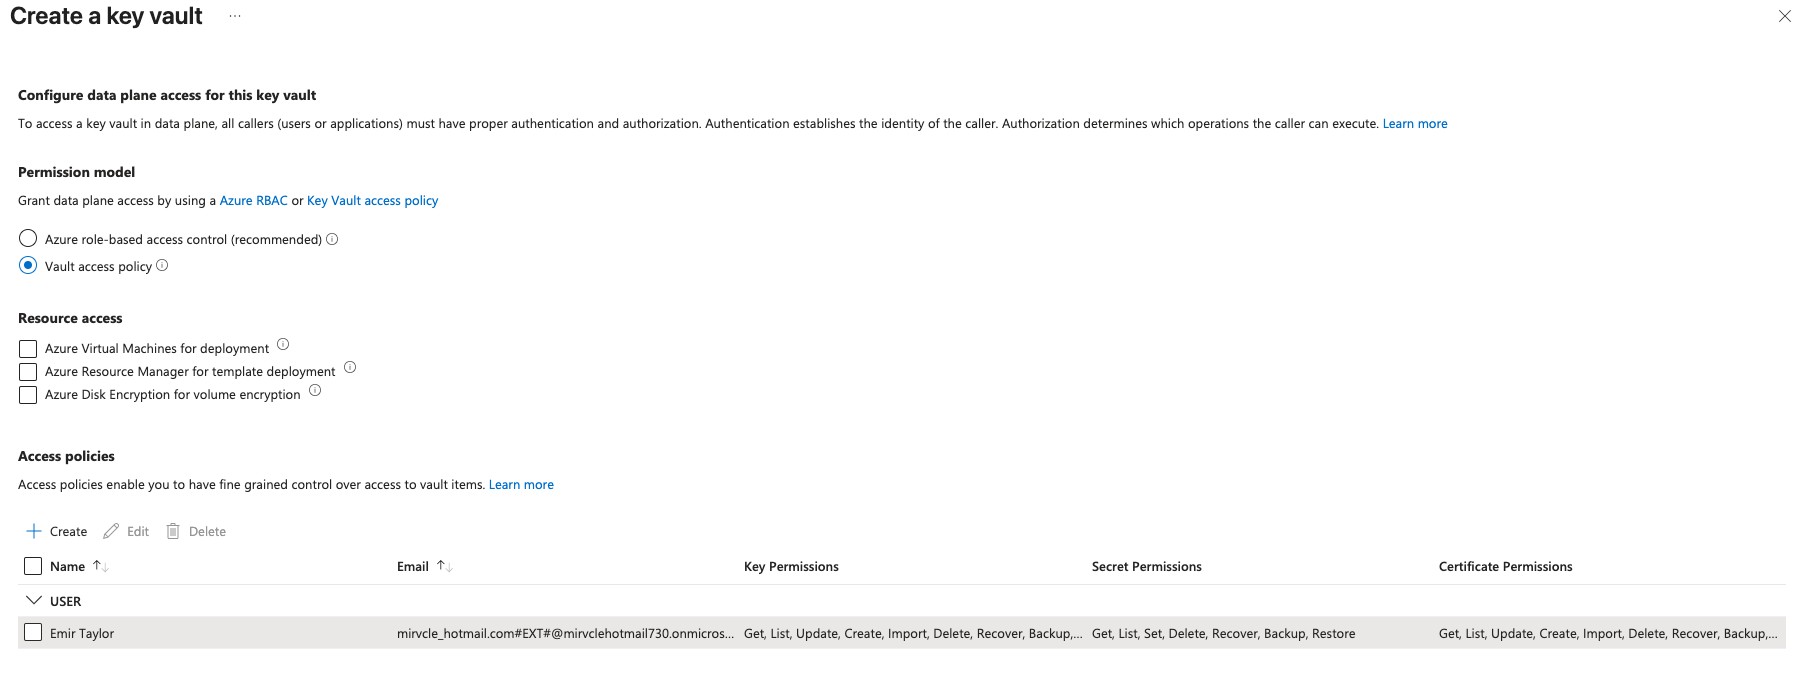 Create a key vault ...
Configure data plane access for this key vault
To access a key vault in data plane, all callers (users or applications) must have proper authentication and authorization. Authentication establishes the identity of the caller. Authorization determines which operations the caller can execute. Learn more
Permission model
Grant data plane access by using a Azure RBAC or Key Vault access policy
Azure role-based access control (recommended)
Vault access policy
Resource access
Azure Virtual Machines for deployment
Azure Resource Manager for template deployment
Azure Disk Encryption for volume encryption
Access policies
Access policies enable you to have fine grained control over access to vault items. Learn more
Create Edit Delete
Name Email Key Permissions Secret Permissions Certificate Permissions
USER
Emir Taylor mirvcle_hotmail.com#EXT#@mirvclehotmail730.onmicros... Get, List, Update, Create, Import, Delete, Recover, Backup,... Get, List, Set, Delete, Recover, Backup, Restore Get, List, Update, Create, Import, Delete, Recover, Backup,...